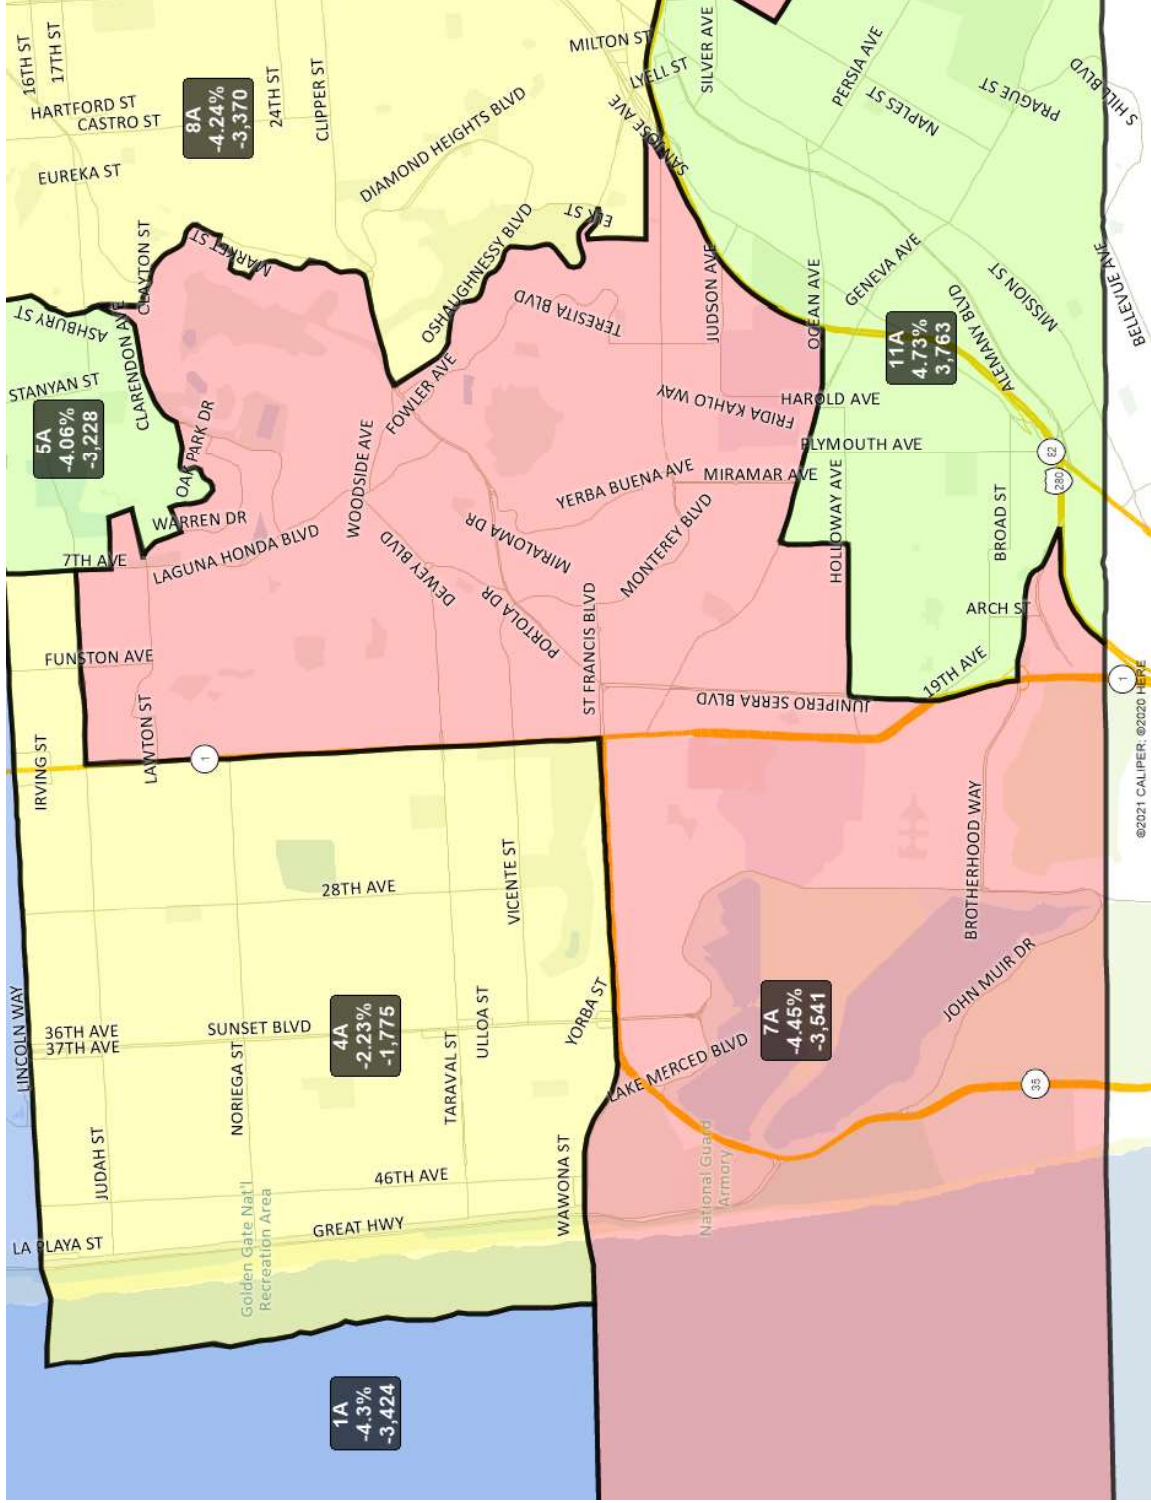 16TH ST
17TH ST
HARTFORD ST
CASTRO ST
8A
-4.24%
-3,370
24TH ST
CLIPPER ST
EUREKA ST
DIAMOND HEIGHTS BLVD
MILTON ST
LYELL ST
SILVER AVE
SAN JOSE AVE
PERSIA AVE
NAPLES ST
PRAGUE ST
S HILL BLVD
CLAYTON ST
MARKET ST
OSHAUGHNESSY BLVD
ELK ST
ASHBURY ST
CLARENDON AVE
TERESITA BLVD
JUDSON AVE
OCEAN AVE
GENEVA AVE
ALEMANY BLVD
MISSION ST
BELLEVUE AVE
STANYAN ST
5A
-4.06%
-3,228
OAK PARK DR
FOWLER AVE
WOODSIDE AVE
FRIDA KAHLO WAY
HAROLD AVE
11A
4.73%
3,763
PLYMOUTH AVE
82
280
WARREN DR
7TH AVE
LAGUNA HONDA BLVD
DEWEY BLVD
MIRALOMA DR
YERBA BUENA AVE
MIRAMAR AVE
MONTEREY BLVD
HOLLOWAY AVE
BROAD ST
ARCH ST
PORTOLA DR
ST FRANCIS BLVD
FUNSTON AVE
LAWTON ST
JUNIPERO SERRA BLVD
19TH AVE
1
1
IRVING ST
28TH AVE
VICENTE ST
BROTHERHOOD WAY
LINCOLN WAY
36TH AVE
37TH AVE
SUNSET BLVD
NORIEGA ST
4A
-2.23%
-1,775
TARAVAL ST
ULLOA ST
YORBA ST
LAKE MERCED BLVD
7A
-4.45%
-3,541
JOHN MUIR DR
35
JUDAH ST
46TH AVE
WAWONA ST
National Guard
Armory
LA PLAYA ST
Golden Gate Nat'l
Recreation Area
GREAT HWY
1A
-4.3%
-3,424
©2021 CALIPER; ©2020 HERE